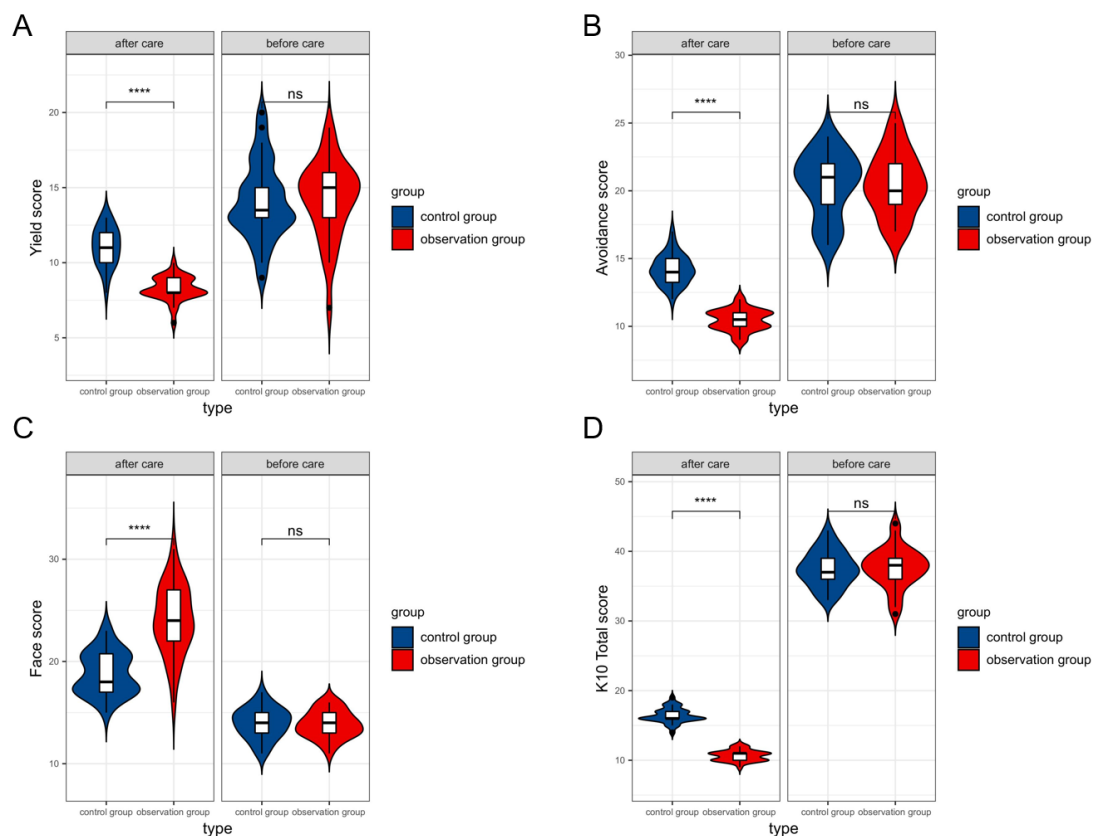 A
after care
before care
20
15
10
5
Yield score
****
ns
control group
observation group
control group
observation group
type
group
control group
observation group
B
after care
before care
30
25
20
15
10
Avoidance score
****
ns
control group
observation group
control group
observation group
type
group
control group
observation group
C
after care
before care
30
20
10
Face score
****
ns
control group
observation group
control group
observation group
type
group
control group
observation group
D
after care
before care
50
40
30
20
10
K10 Total score
****
ns
control group
observation group
control group
observation group
type
group
control group
observation group